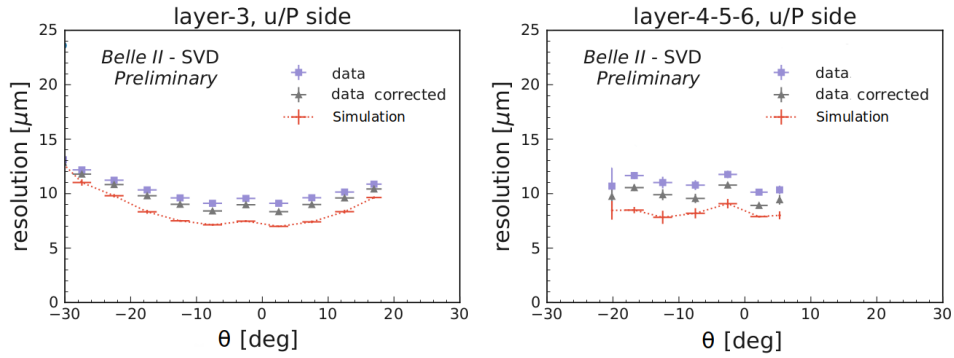 layer-3, u/P side
25
20
15
10
5
0
resolution [μm]
Belle II - SVD
Preliminary
data
data corrected
Simulation
−30 −20 −10 0 10 20 30
θ [deg]
layer-4-5-6, u/P side
25
20
15
10
5
0
resolution [μm]
Belle II - SVD
Preliminary
data
data corrected
Simulation
−30 −20 −10 0 10 20 30
θ [deg]